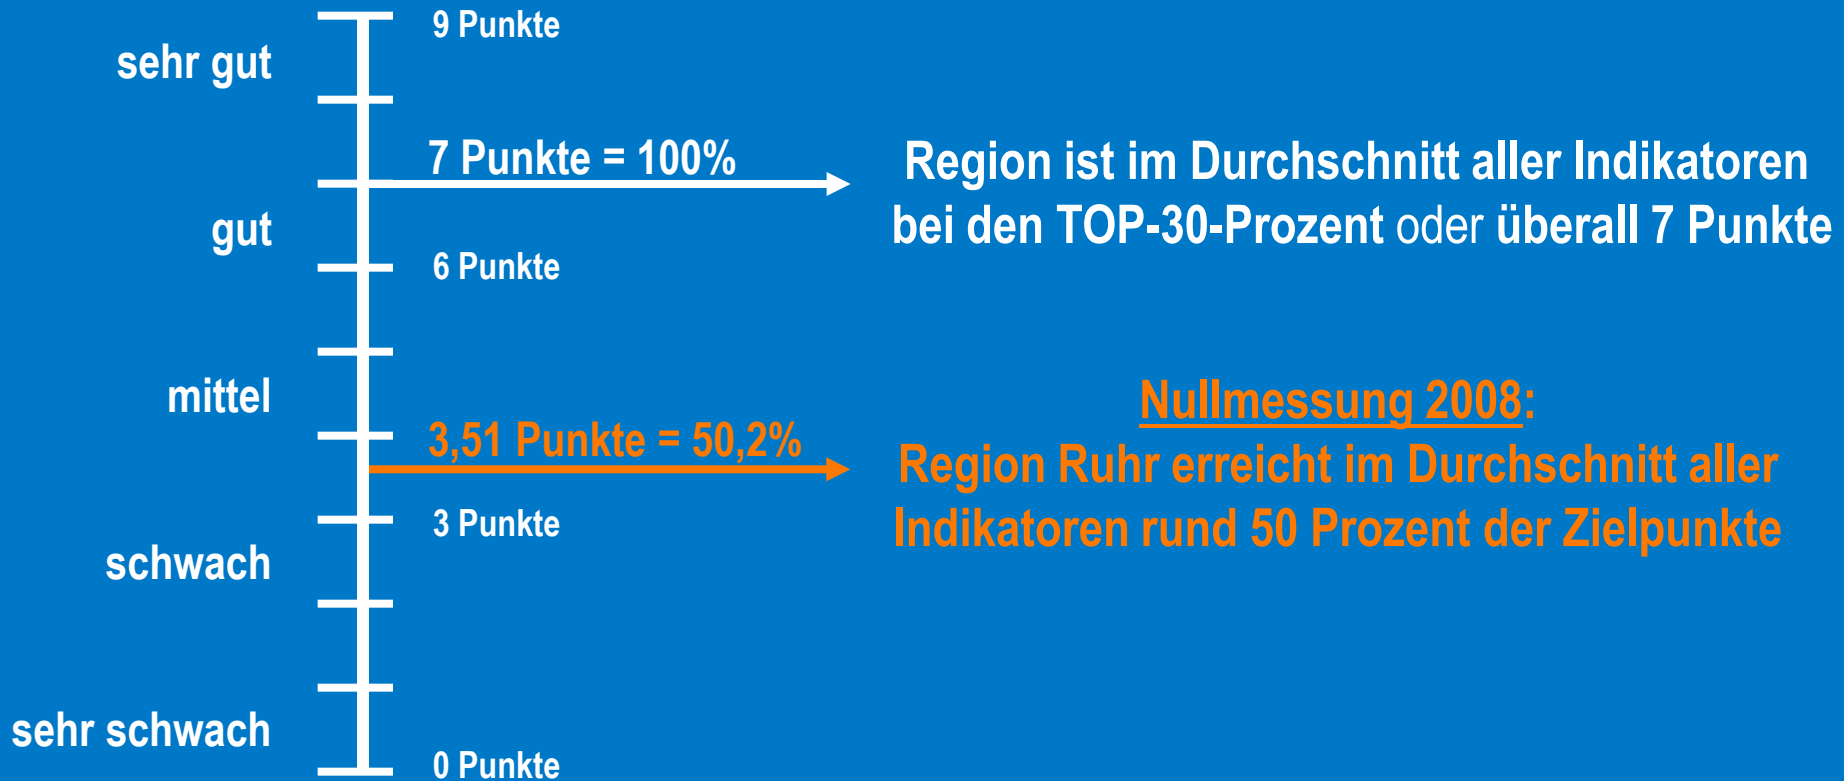 9 Punkte
sehr gut
7 Punkte = 100%
Region ist im Durchschnitt aller Indikatoren
bei den TOP-30-Prozent oder überall 7 Punkte
gut
6 Punkte
mittel
3,51 Punkte = 50,2%
Nullmessung 2008:
Region Ruhr erreicht im Durchschnitt aller
Indikatoren rund 50 Prozent der Zielpunkte
3 Punkte
schwach
sehr schwach
0 Punkte